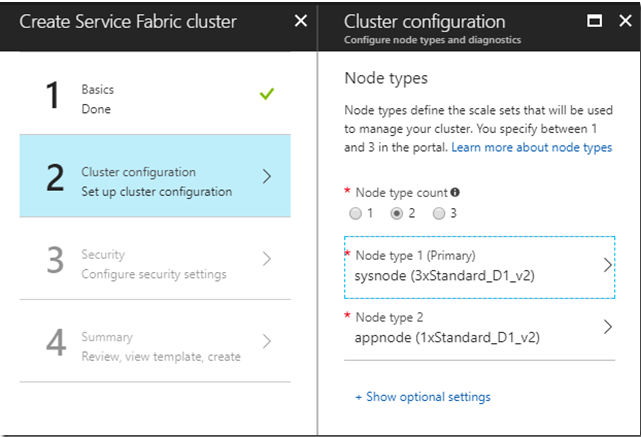 Create Service Fabric cluster
1
Basics
Done
2
Cluster configuration
Set up cluster configuration
3
Security
Configure security settings
4
Summary
Review, view template, create
Cluster configuration
Configure node types and diagnostics
Node types
Node types define the scale sets that will be used
to manage your cluster. You specify between 1
and 3 in the portal. Learn more about node types
* Node type count
1 2 3
* Node type 1 (Primary)
sysnode (3xStandard_D1_v2)
* Node type 2
appnode (1xStandard_D1_v2)
+ Show optional settings